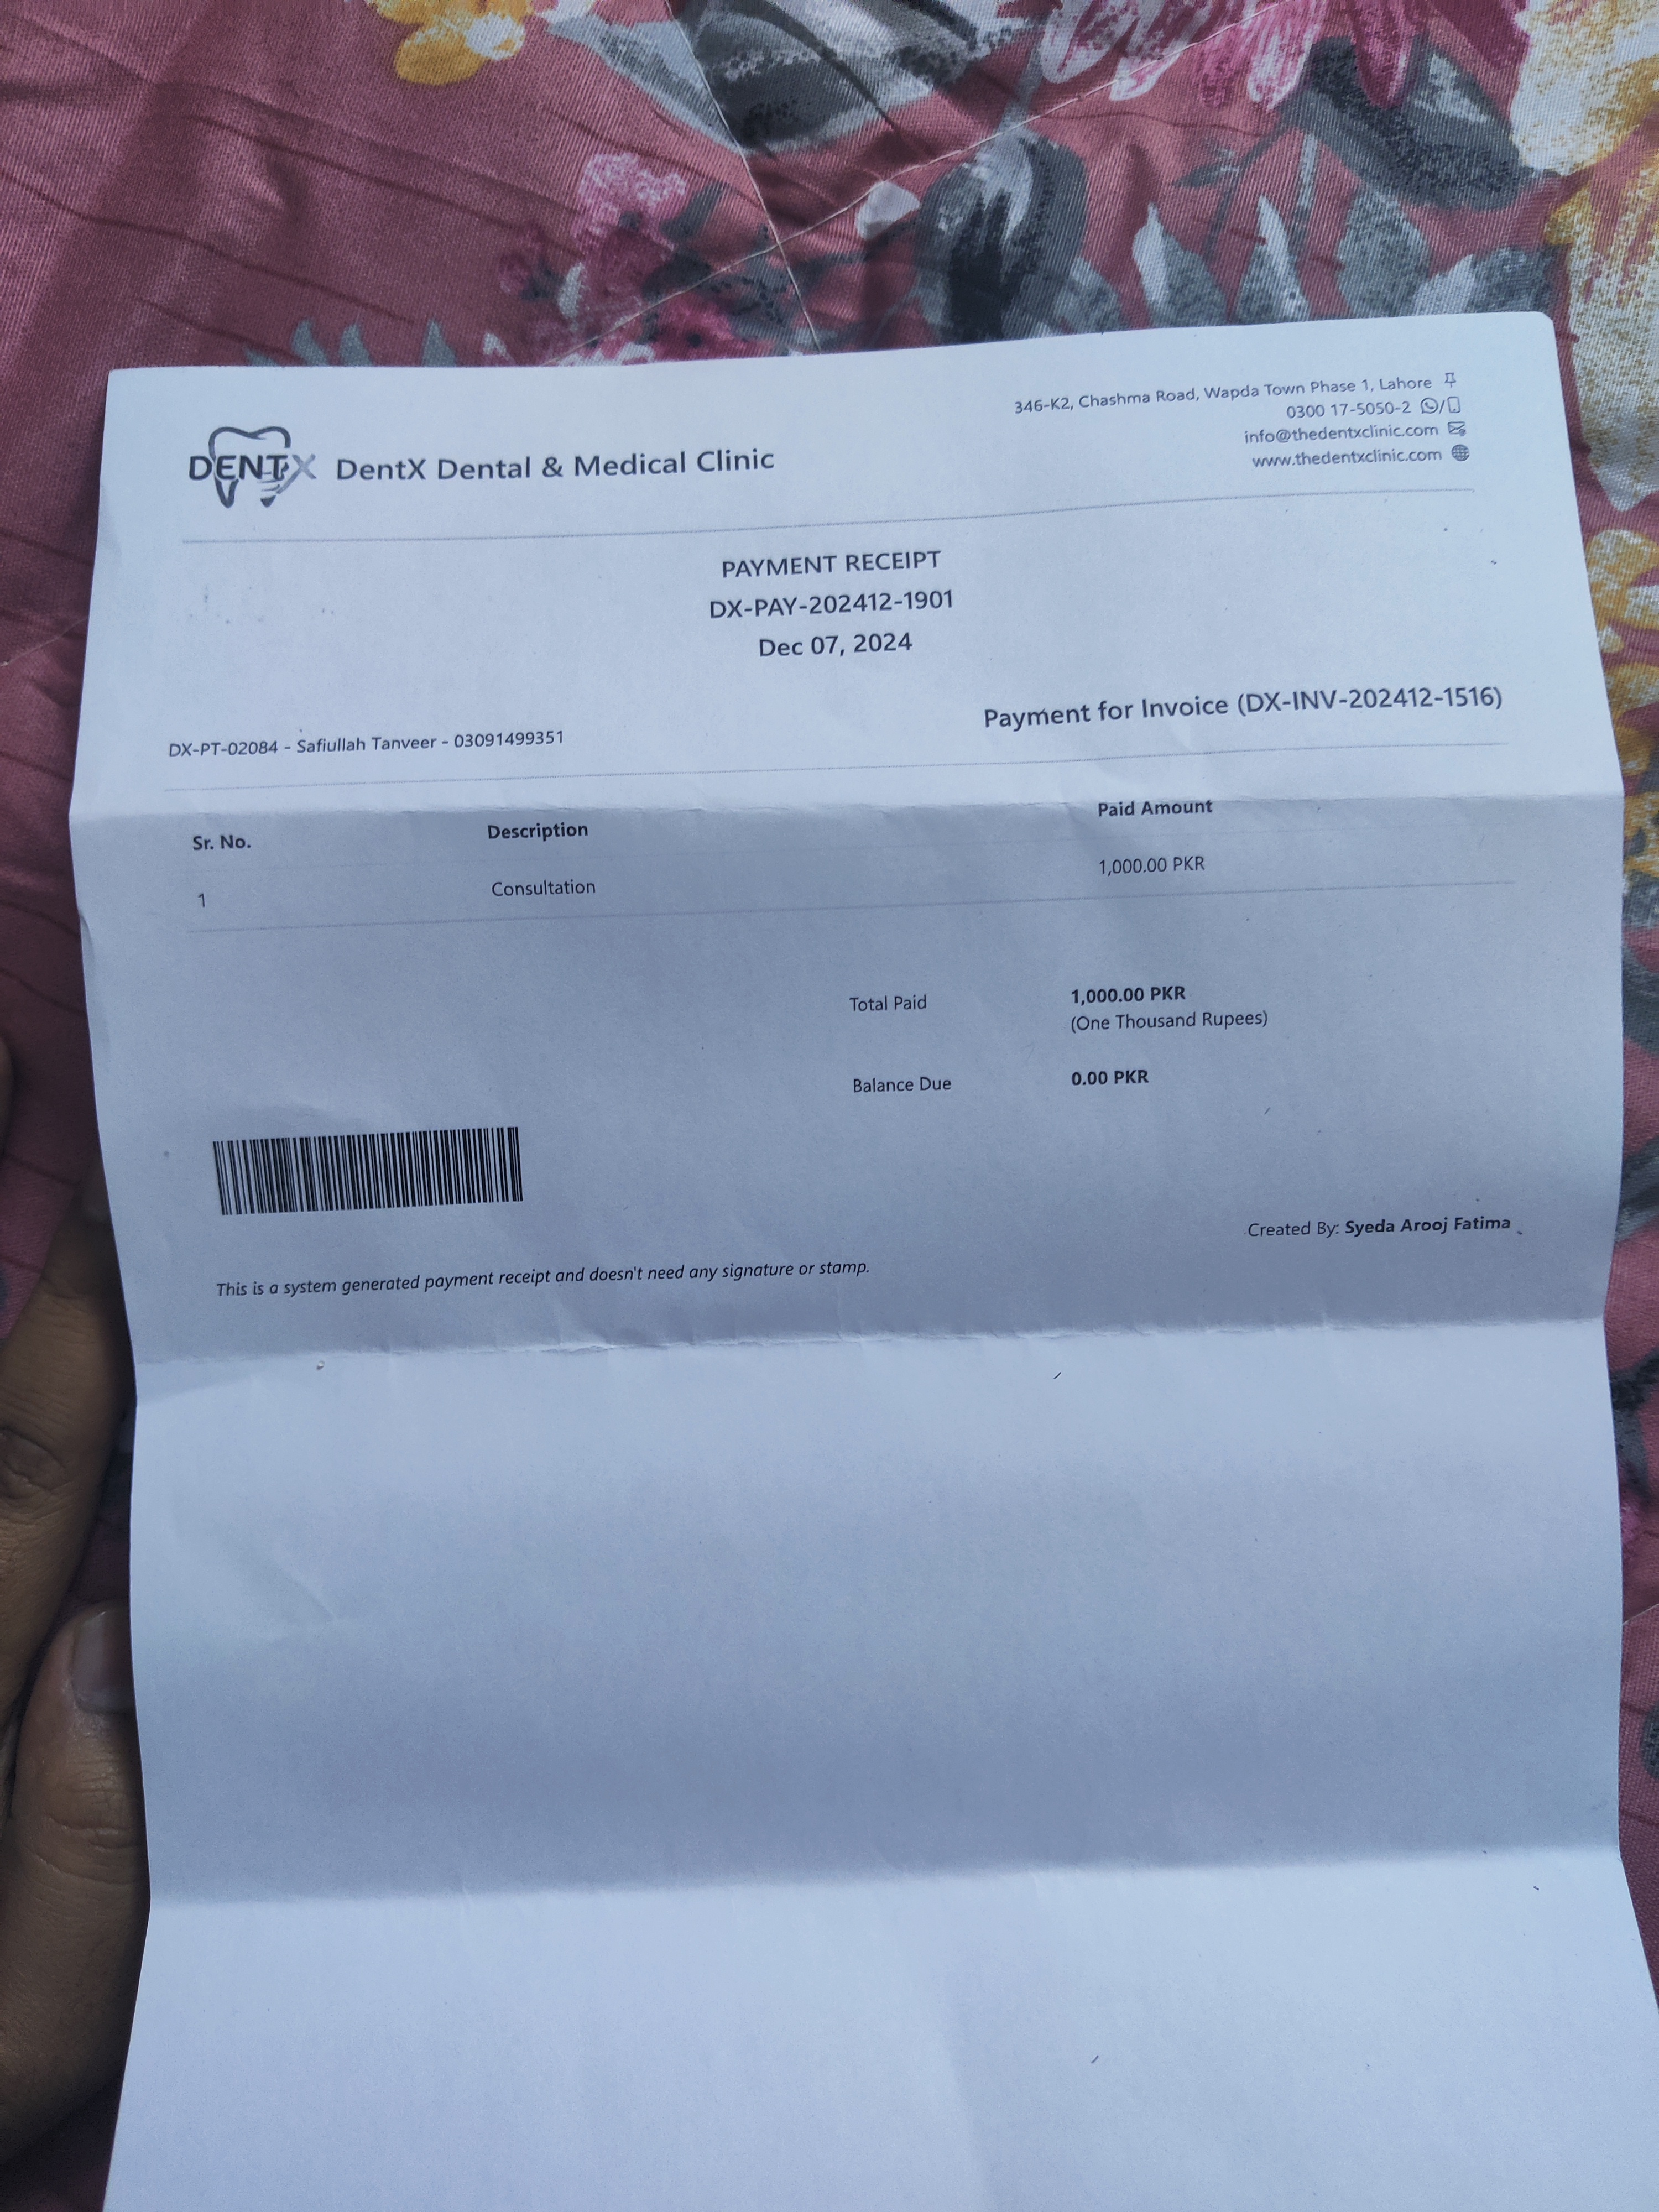 346-K2, Chashma Road, Wapda Town Phase 1, Lahore
0300 17-5050-2
info@thedentxclinic.com
www.thedentxclinic.com
DENTX DentX Dental & Medical Clinic
PAYMENT RECEIPT
DX-PAY-202412-1901
Dec 07, 2024
Payment for Invoice (DX-INV-202412-1516)
DX-PT-02084 - Safiullah Tanveer - 03091499351
Sr. No. Description Paid Amount
1 Consultation 1,000.00 PKR
Total Paid 1,000.00 PKR
(One Thousand Rupees)
Balance Due 0.00 PKR
Created By: Syeda Arooj Fatima
This is a system generated payment receipt and doesn't need any signature or stamp.